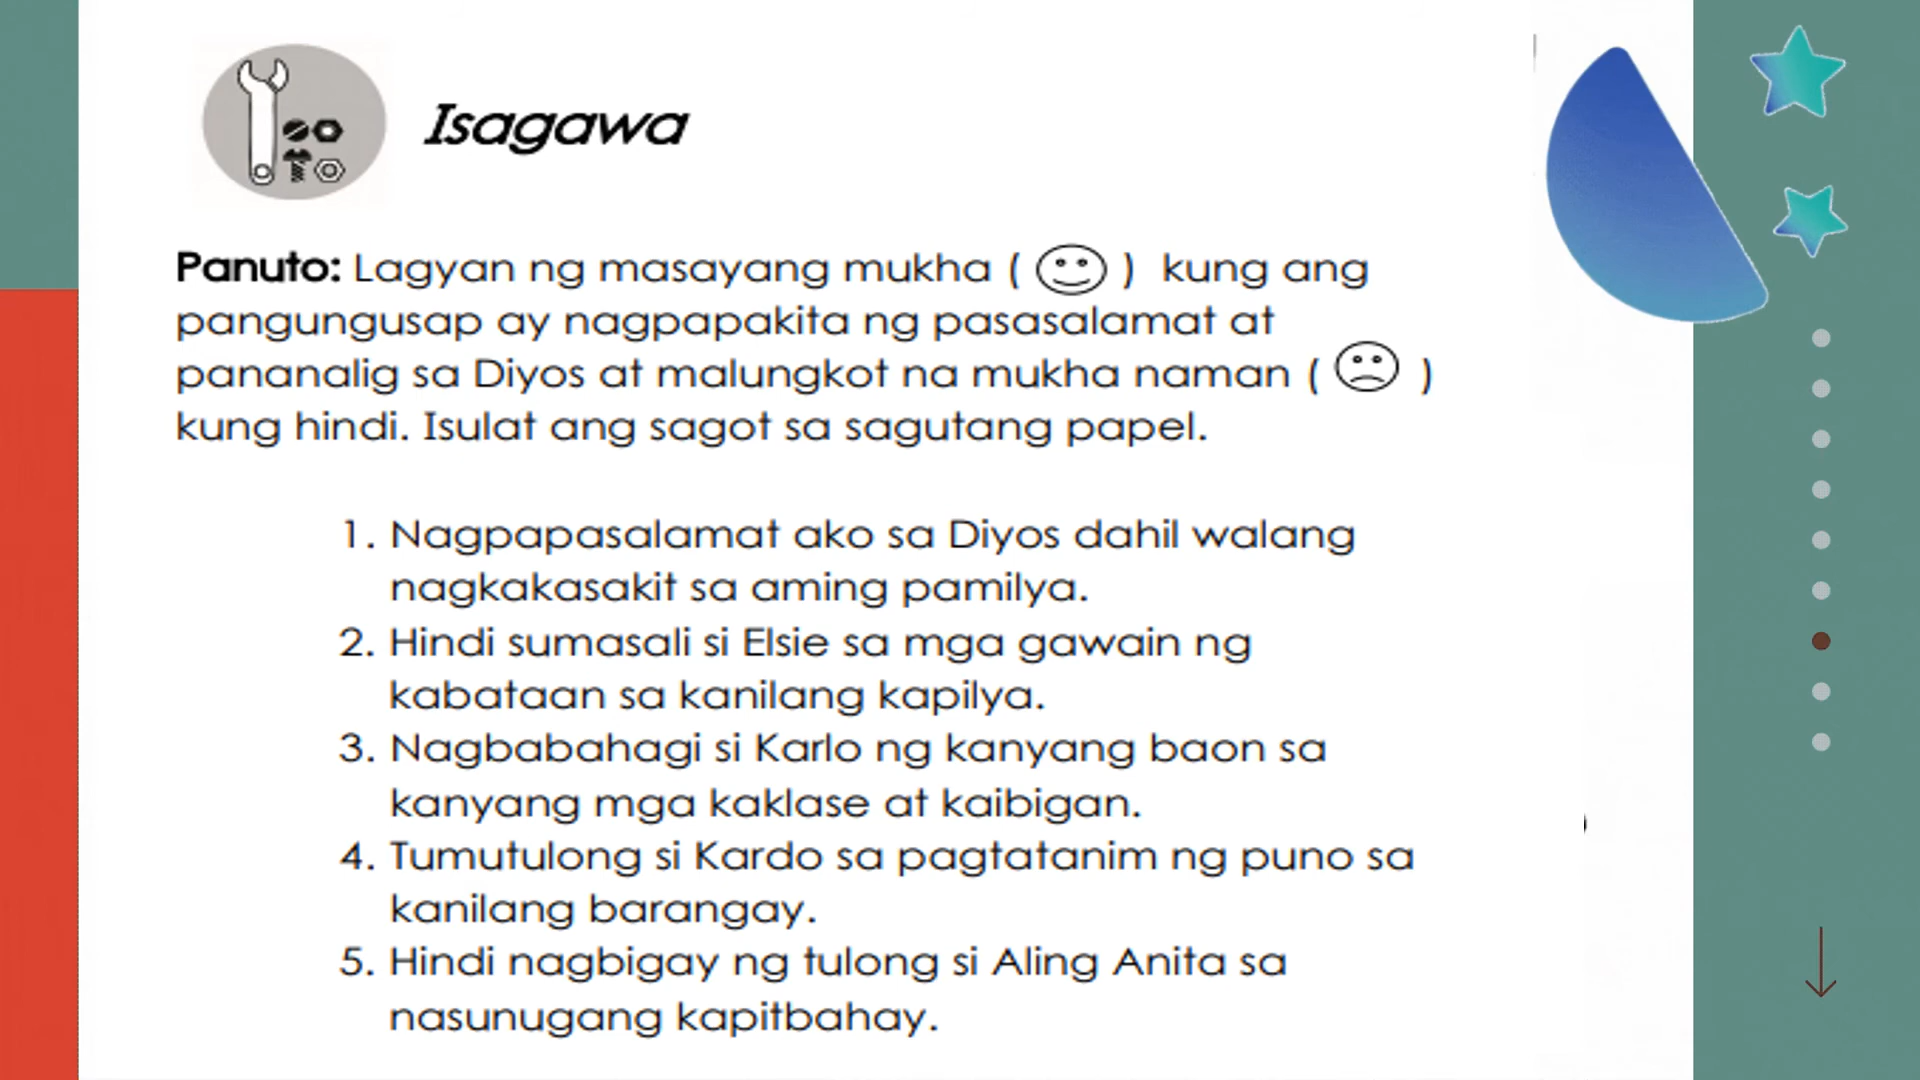 Isagawa
Panuto: Lagyan ng masayang mukha ( ) kung ang
pangungusap ay nagpapakita ng pasasalamat at
pananalig sa Diyos at malungkot na mukha naman ( )
kung hindi. Isulat ang sagot sa sagutang papel.
1. Nagpapasalamat ako sa Diyos dahil walang
nagkakasakit sa aming pamilya.
2. Hindi sumasali si Elsie sa mga gawain ng
kabataan sa kanilang kapilya.
3. Nagbabahagi si Karlo ng kanyang baon sa
kanyang mga kaklase at kaibigan.
4. Tumutulong si Kardo sa pagtatanim ng puno sa
kanilang barangay.
5. Hindi nagbigay ng tulong si Aling Anita sa
nasunugang kapitbahay.